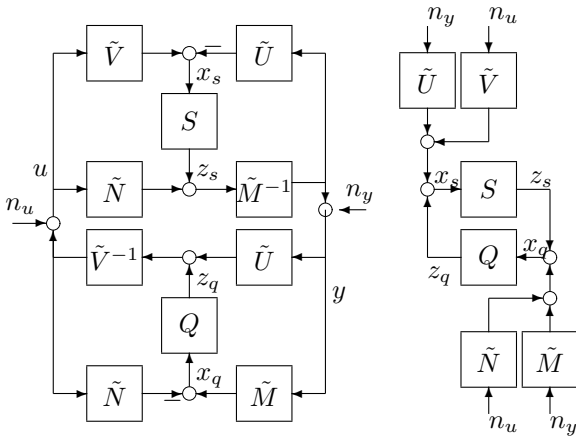 Ṽ − Ũ
x_s
S
u z_s
Ñ M̃^{-1}
n_u n_y
Ṽ^{-1} Ũ
z_q
y
Q
x_q
Ñ − M̃
n_y n_u
Ũ Ṽ
x_s S z_s
z_q Q x_q
Ñ M̃
n_u n_y